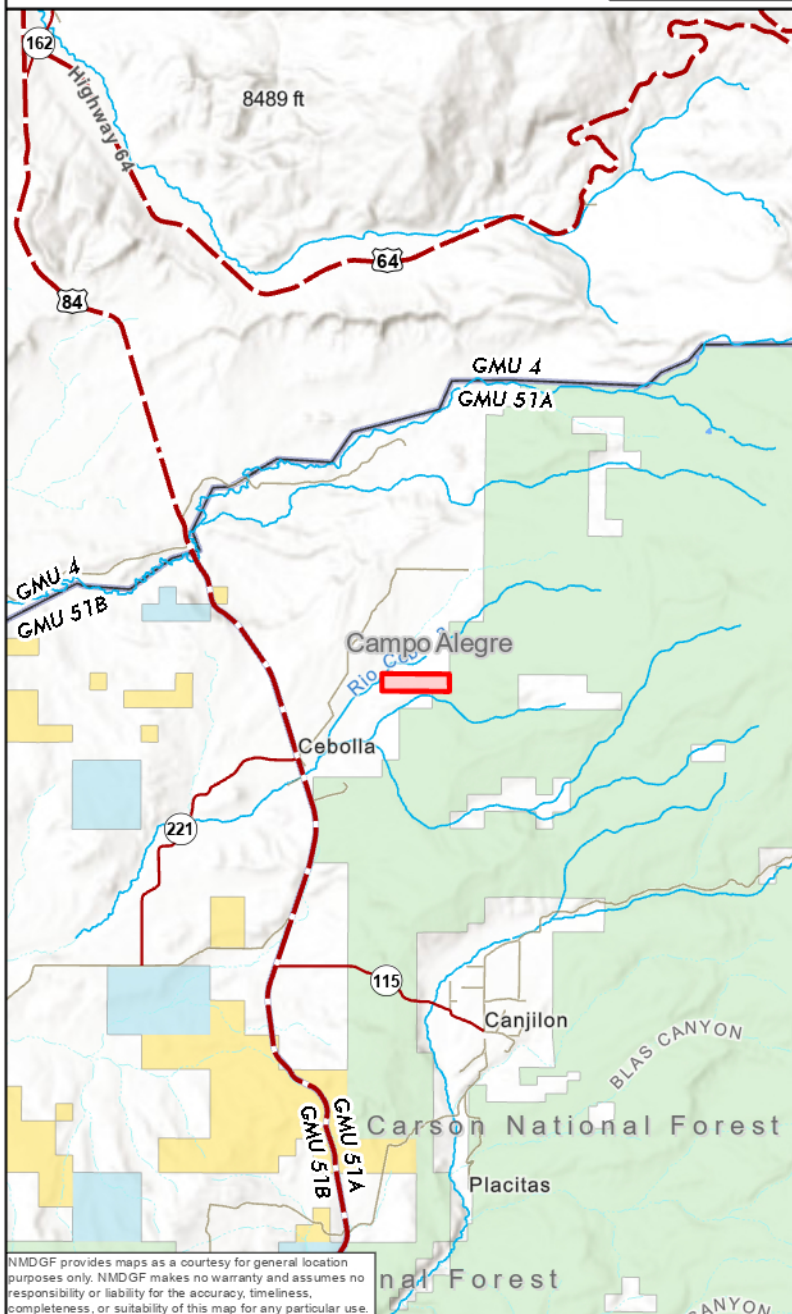 162
Highway 64
8489 ft
64
84
GMU 4
GMU 51A
GMU 4
GMU 51B
Campo Alegre
Rio
Cebolla
221
115
Canjilon
BLAS CANYON
GMU 51A
GMU 51B
Carson National Forest
Placitas
nal Forest
CANYON
NMDGF provides maps as a courtesy for general location
purposes only. NMDGF makes no warranty and assumes no
responsibility or liability for the accuracy, timeliness,
completeness, or suitability of this map for any particular use.